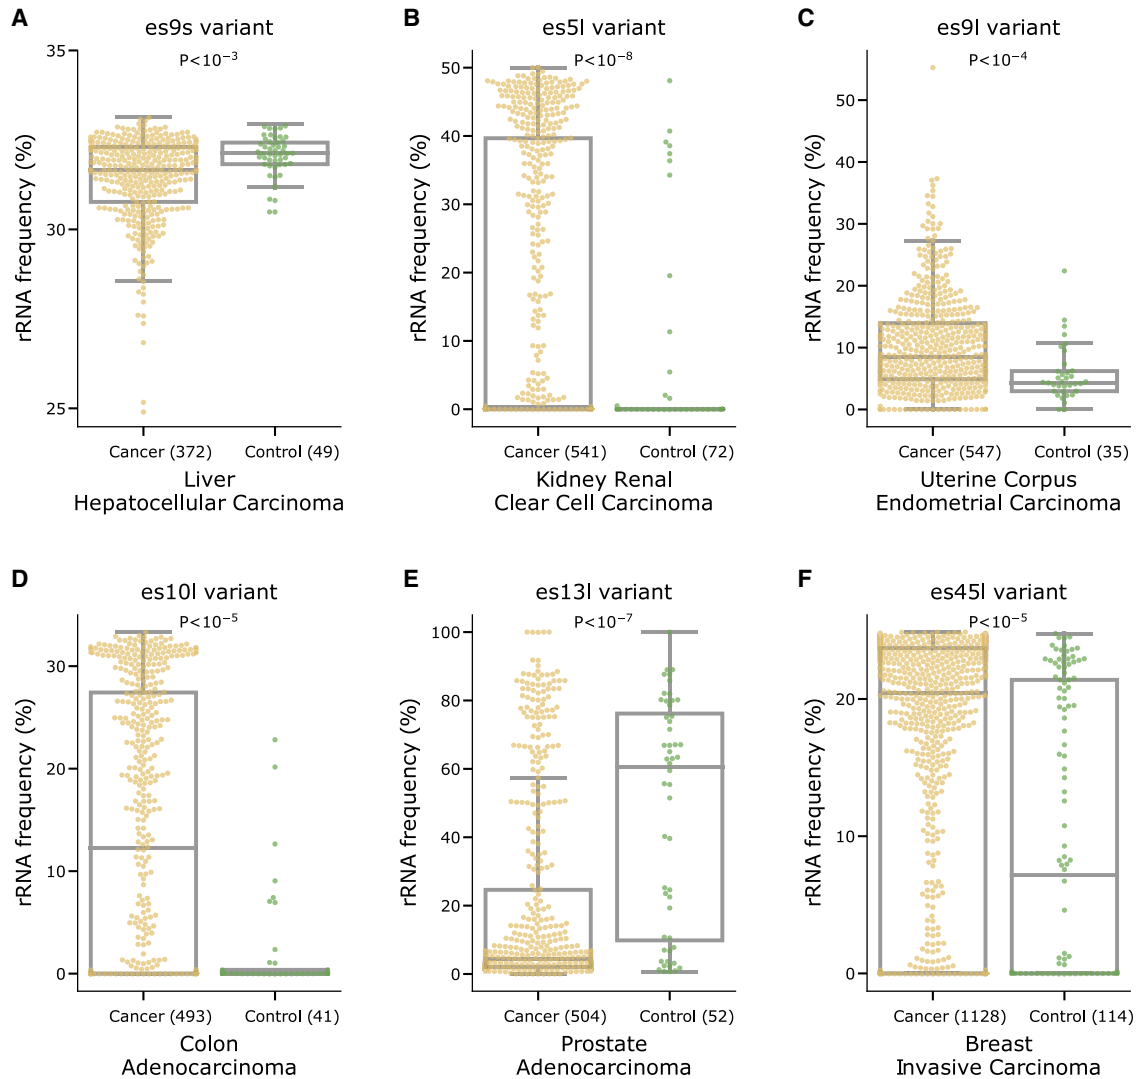 A
es9s variant
P<10⁻³
35
30
25
rRNA frequency (%)
Cancer (372) Control (49)
Liver
Hepatocellular Carcinoma
B
es5l variant
P<10⁻⁸
50
40
30
20
10
0
rRNA frequency (%)
Cancer (541) Control (72)
Kidney Renal
Clear Cell Carcinoma
C
es9l variant
P<10⁻⁴
50
40
30
20
10
0
rRNA frequency (%)
Cancer (547) Control (35)
Uterine Corpus
Endometrial Carcinoma
D
es10l variant
P<10⁻⁵
30
20
10
0
rRNA frequency (%)
Cancer (493) Control (41)
Colon
Adenocarcinoma
E
es13l variant
P<10⁻⁷
100
80
60
40
20
0
rRNA frequency (%)
Cancer (504) Control (52)
Prostate
Adenocarcinoma
F
es45l variant
P<10⁻⁵
20
10
0
rRNA frequency (%)
Cancer (1128) Control (114)
Breast
Invasive Carcinoma